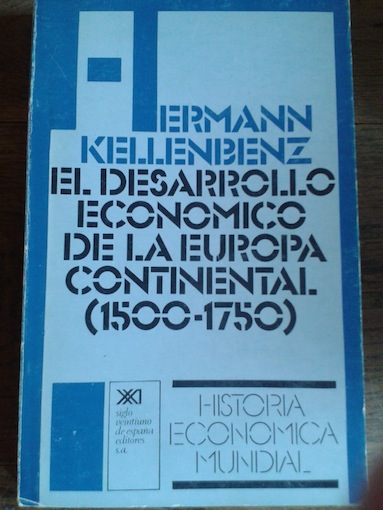 HERMANN
KELLENBENZ
EL DESARROLLO
ECONOMICO
DE LA EUROPA
CONTINENTAL
(1500-1750)
XXI
siglo
veintiuno
de españa
editores
s.a.
HISTORIA
ECONOMICA
MUNDIAL